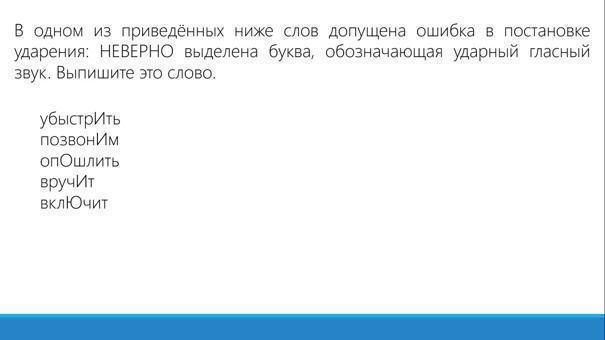 В одном из приведённых ниже слов допущена ошибка в постановке
ударения: НЕВЕРНО выделена буква, обозначающая ударный гласный
звук. Выпишите это слово.
убыстрИть
позвонИм
опОшлить
вручИт
вклЮчит